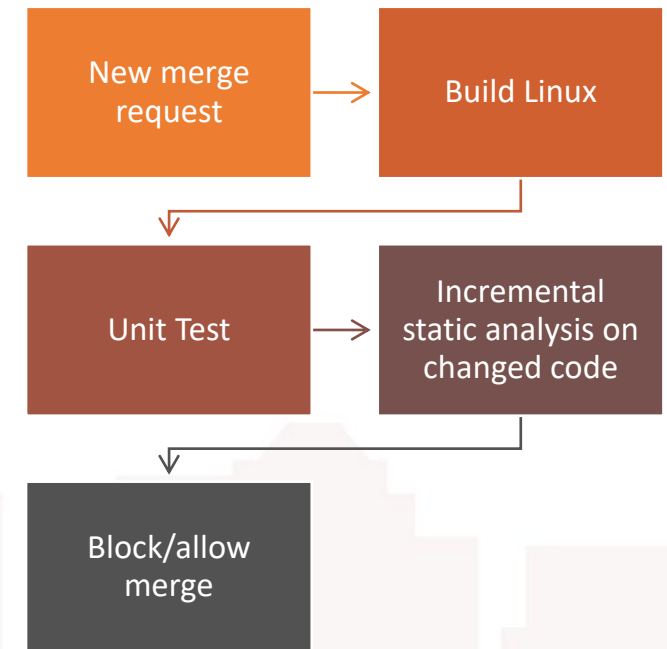 New merge
request
Build Linux
Unit Test
Incremental
static analysis on
changed code
Block/allow
merge